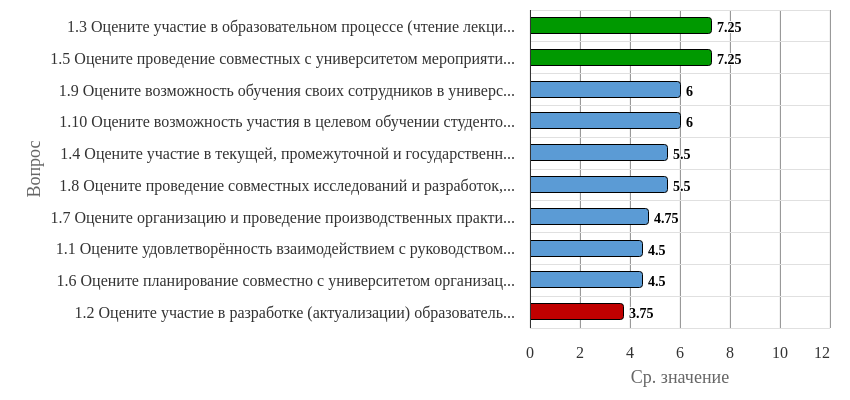 1.3 Оцените участие в образовательном процессе (чтение лекци...
7.25
1.5 Оцените проведение совместных с университетом мероприяти...
7.25
1.9 Оцените возможность обучения своих сотрудников в универс...
6
1.10 Оцените возможность участия в целевом обучении студенто...
6
1.4 Оцените участие в текущей, промежуточной и государственн...
5.5
1.8 Оцените проведение совместных исследований и разработок,...
5.5
1.7 Оцените организацию и проведение производственных практи...
4.75
1.1 Оцените удовлетворённость взаимодействием с руководством...
4.5
1.6 Оцените планирование совместно с университетом организац...
4.5
1.2 Оцените участие в разработке (актуализации) образователь...
3.75
Вопрос
0 2 4 6 8 10 12
Ср. значение